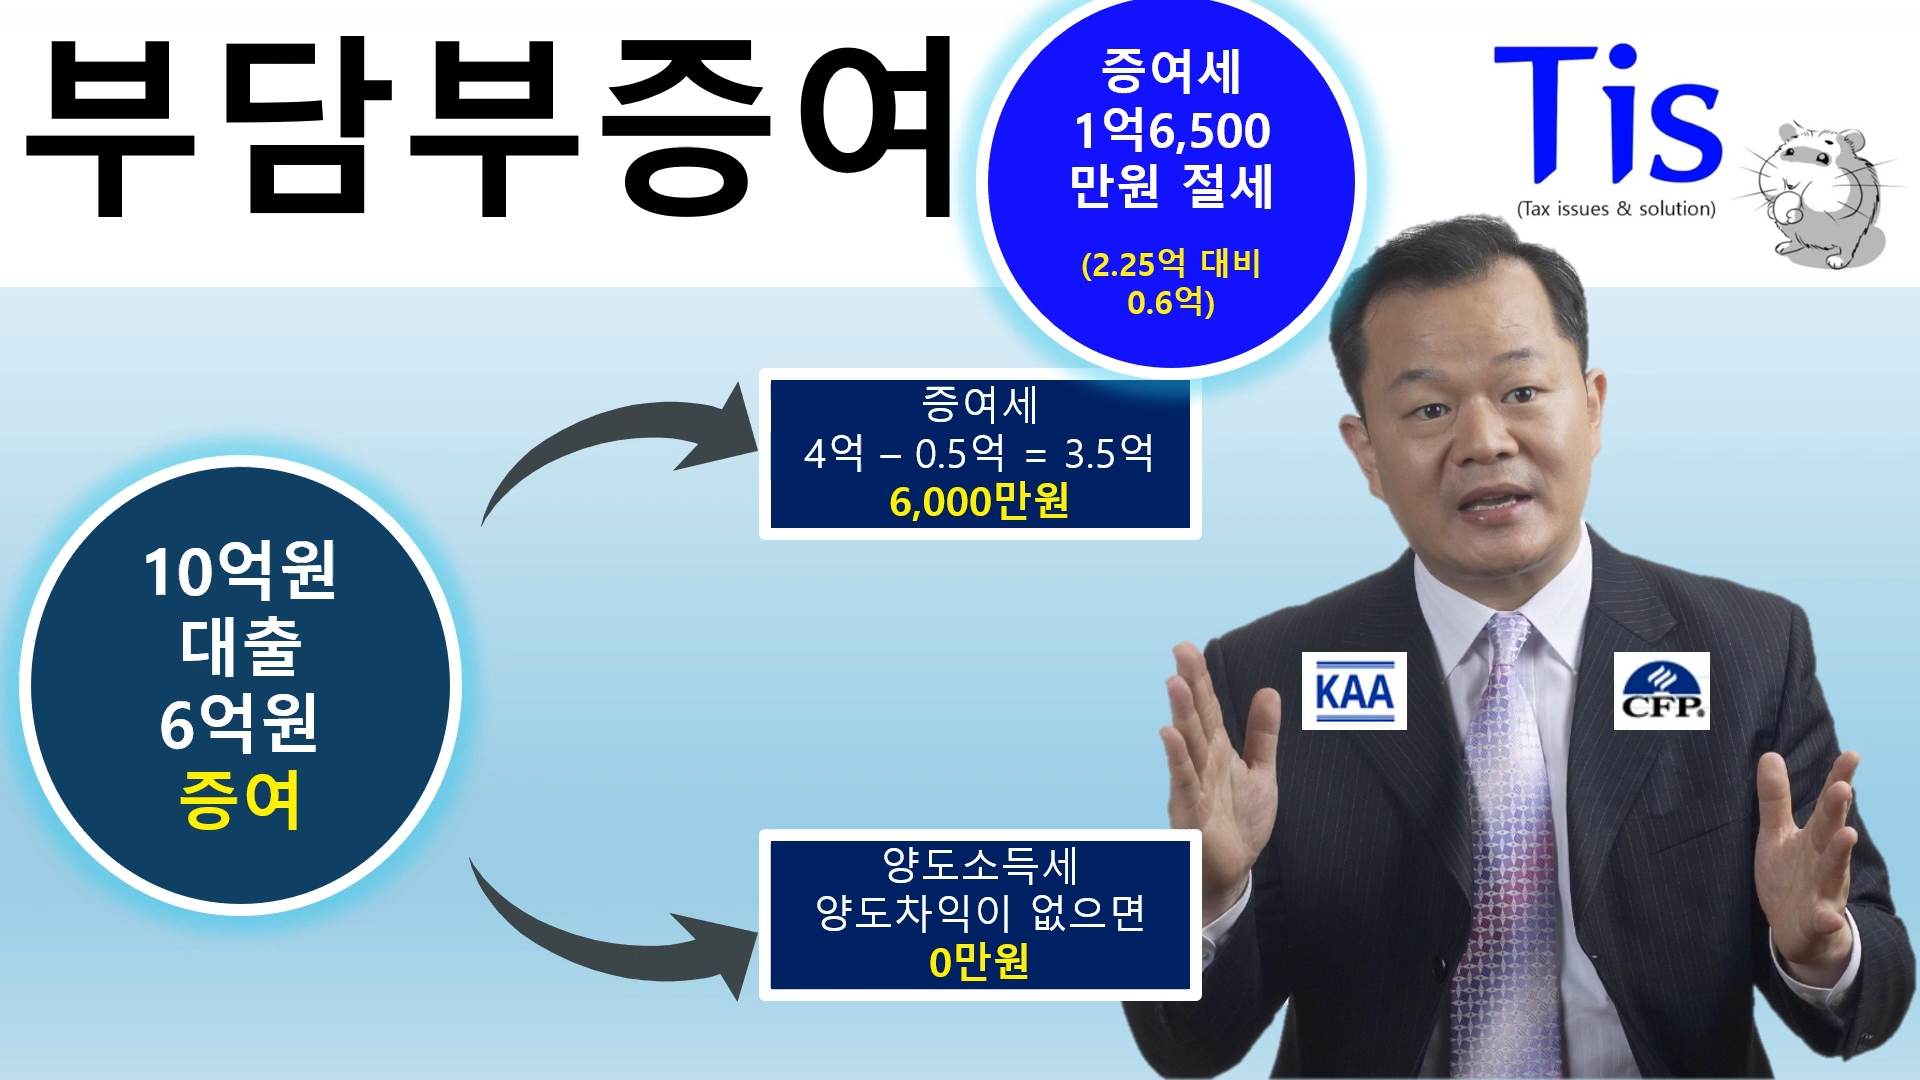 부담부증여
증여세
1억6,500
만원 절세
(2.25억 대비
0.6억)
Tis
(Tax issues & solution)
증여세
4억 – 0.5억 = 3.5억
6,000만원
10억원
대출
6억원
증여
KAA
CFP®
양도소득세
양도차익이 없으면
0만원